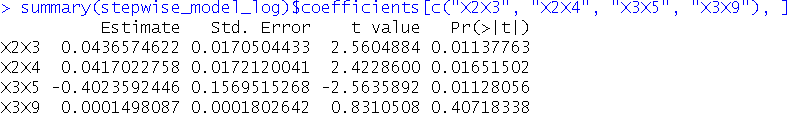 > summary(stepwise_model_log)$coefficients[c("X2X3", "X2X4", "X3X5", "X3X9"), ]
Estimate Std. Error t value Pr(>|t|)
X2X3 0.0436574622 0.0170504433 2.5604884 0.01137763
X2X4 0.0417022758 0.0172120041 2.4228600 0.01651502
X3X5 -0.4023592446 0.1569515268 -2.5635892 0.01128056
X3X9 0.0001498087 0.0001802642 0.8310508 0.40718338